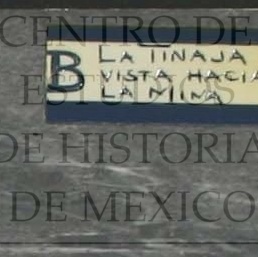 CENTRO DE
ESTUDIOS
DE HISTORIA
DE MEXICO
B
LA TINAJA
VISTA HACIA
LA MINA